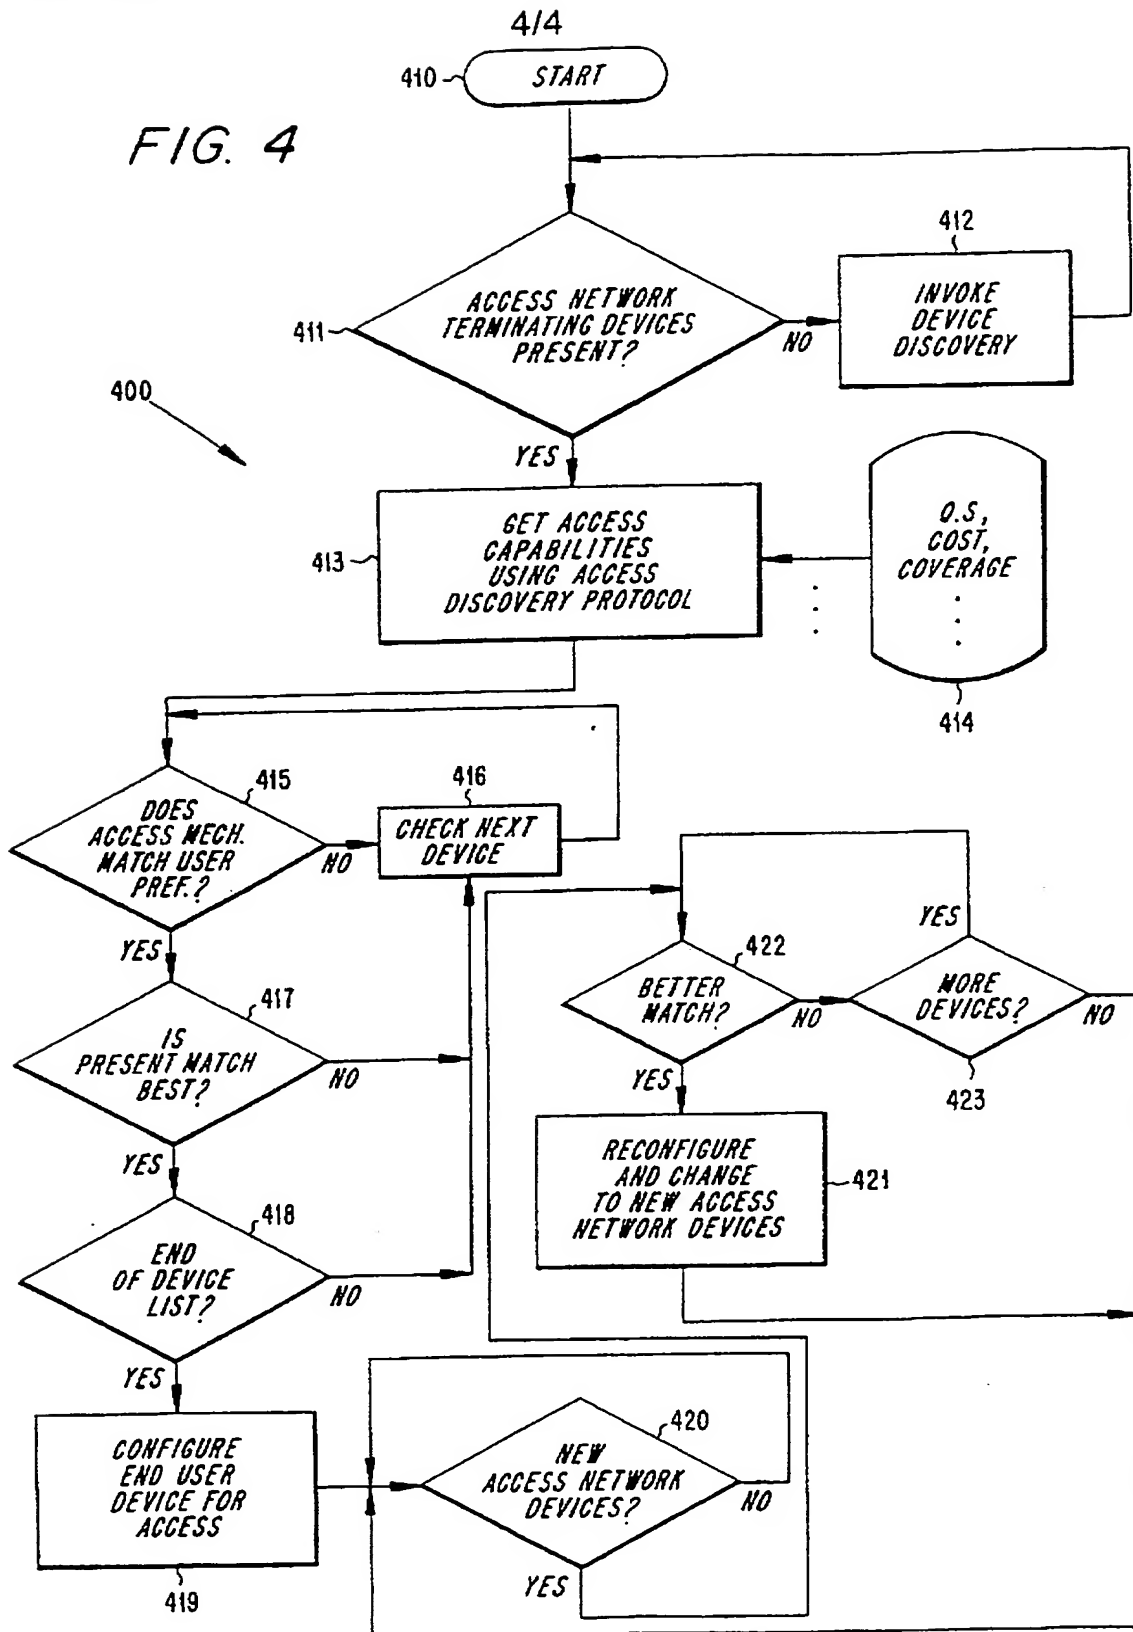 4/4
410
START
FIG. 4
412
INVOKE
DEVICE
DISCOVERY
ACCESS NETWORK
TERMINATING DEVICES
PRESENT?
411
NO
400
YES
GET ACCESS
CAPABILITIES
USING ACCESS
DISCOVERY PROTOCOL
413
Q.S,
COST,
COVERAGE
414
415
DOES
ACCESS MECH.
MATCH USER
PREF.?
NO
416
CHECK NEXT
DEVICE
YES
417
IS
PRESENT MATCH
BEST?
NO
YES
418
END
OF DEVICE
LIST?
NO
YES
CONFIGURE
END USER
DEVICE FOR
ACCESS
419
420
NEW
ACCESS NETWORK
DEVICES?
NO
YES
422
BETTER
MATCH?
NO
YES
YES
MORE
DEVICES?
NO
423
RECONFIGURE
AND CHANGE
TO NEW ACCESS
NETWORK DEVICES
421